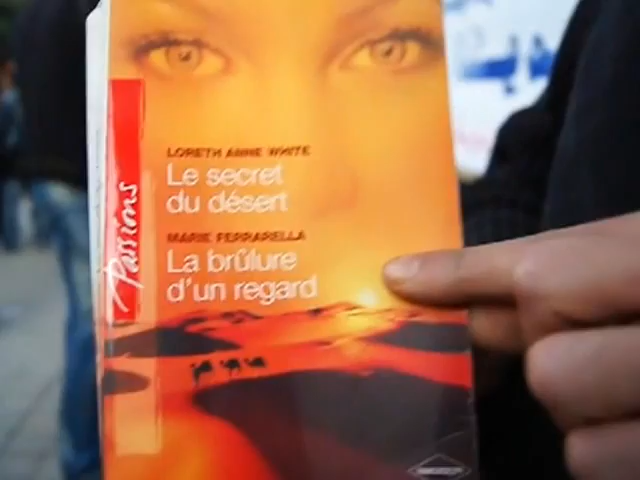 LORETH ANNE WHITE
Le secret
du désert
MARIE FERRARELLA
La brûlure
d'un regard
Passions